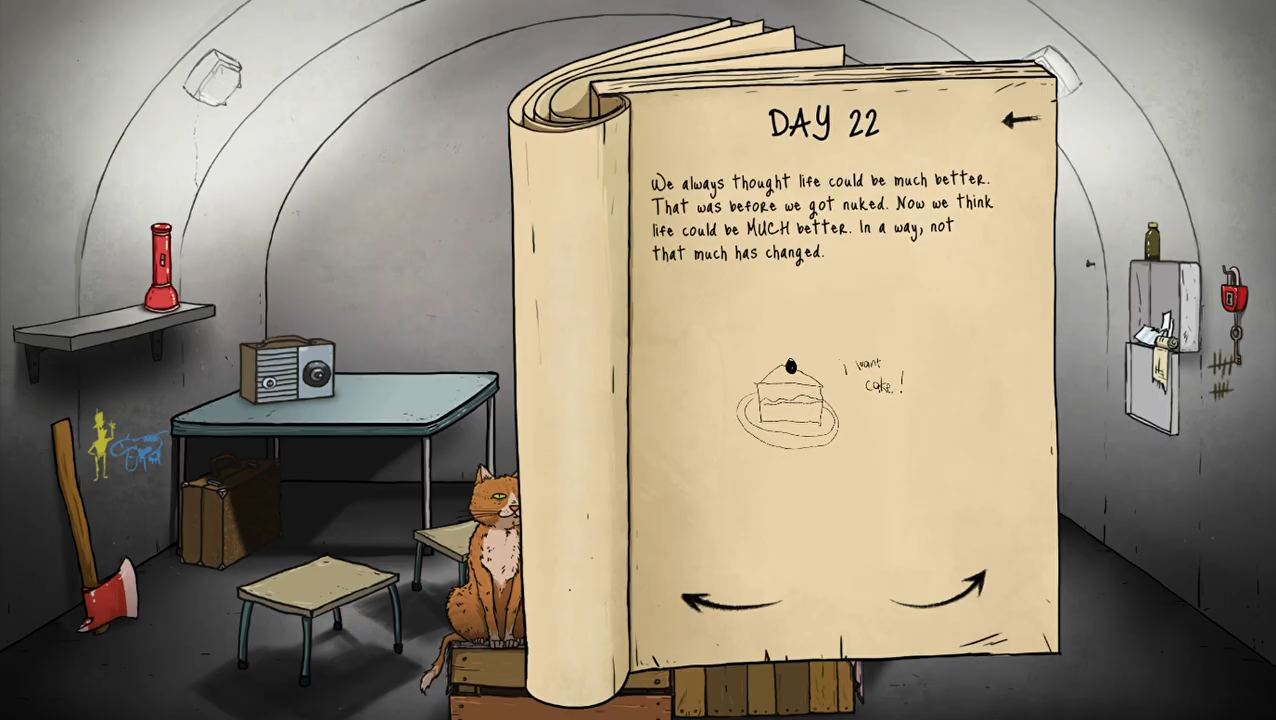 DAY 22
We always thought life could be much better.
That was before we got nuked. Now we think
life could be MUCH better. In a way, not
that much has changed.
i want
cake!